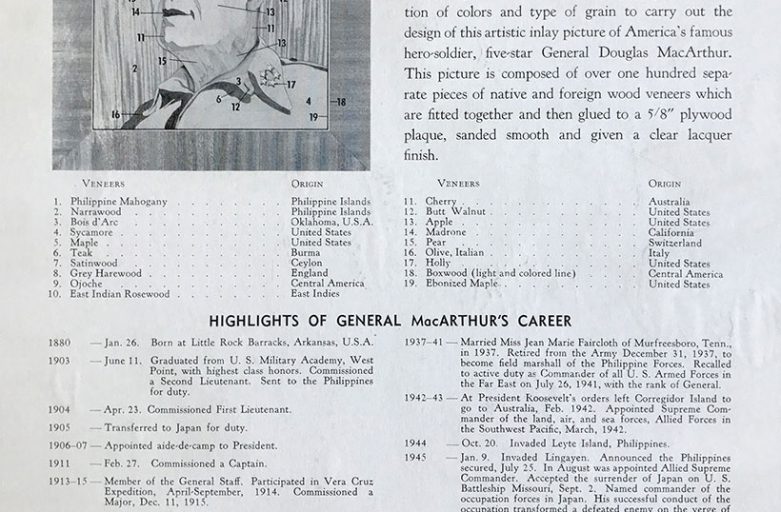 tion of colors and type of grain to carry out the
design of this artistic inlay picture of America's famous
hero-soldier, five-star General Douglas MacArthur.
This picture is composed of over one hundred sepa-
rate pieces of native and foreign wood veneers which
are fitted together and then glued to a 5/8" plywood
plaque, sanded smooth and given a clear lacquer
finish.
14
13
11
11
13
15
2
3
6
12
17
4
18
16
19
VENEERS ORIGIN
1. Philippine Mahogany . . . . . . . . . . . Philippine Islands
2. Narrawood . . . . . . . . . . . Philippine Islands
3. Bois d'Arc . . . . . . . . . . . Oklahoma, U.S.A.
4. Sycamore . . . . . . . . . . . United States
5. Maple . . . . . . . . . . . United States
6. Teak . . . . . . . . . . . Burma
7. Satinwood . . . . . . . . . . . Ceylon
8. Grey Harewood . . . . . . . . . . . England
9. Ojoche . . . . . . . . . . . Central America
10. East Indian Rosewood . . . . . . . . . . . East Indies
VENEERS ORIGIN
11. Cherry . . . . . . . . . . . Australia
12. Butt Walnut . . . . . . . . . . . United States
13. Apple . . . . . . . . . . . United States
14. Madrone . . . . . . . . . . . California
15. Pear . . . . . . . . . . . Switzerland
16. Olive, Italian . . . . . . . . . . . Italy
17. Holly . . . . . . . . . . . United States
18. Boxwood (light and colored line) . . . Central America
19. Ebonized Maple . . . . . . . . . . . United States
HIGHLIGHTS OF GENERAL MacARTHUR'S CAREER
1880 — Jan. 26. Born at Little Rock Barracks, Arkansas, U.S.A.
1903 — June 11. Graduated from U. S. Military Academy, West
Point, with highest class honors. Commissioned
a Second Lieutenant. Sent to the Philippines
for duty.
1904 — Apr. 23. Commissioned First Lieutenant.
1905 — Transferred to Japan for duty.
1906-07 — Appointed aide-de-camp to President.
1911 — Feb. 27. Commissioned a Captain.
1913-15 — Member of the General Staff. Participated in Vera Cruz
Expedition, April-September, 1914. Commissioned a
Major, Dec. 11, 1915.
1937-41 — Married Miss Jean Marie Faircloth of Murfreesboro, Tenn.,
in 1937. Retired from the Army December 31, 1937, to
become field marshal of the Philippine Forces. Recalled
to active duty as Commander of all U. S. Armed Forces in
the Far East on July 26, 1941, with the rank of General.
1942-43 — At President Roosevelt's orders left Corregidor Island to
go to Australia, Feb. 1942. Appointed Supreme Com-
mander of the land, air, and sea forces, Allied Forces in
the Southwest Pacific, March, 1942.
1944 — Oct. 20. Invaded Leyte Island, Philippines.
1945 — Jan. 9. Invaded Lingayen. Announced the Philippines
secured, July 25. In August was appointed Allied Supreme
Commander. Accepted the surrender of Japan on U. S.
Battleship Missouri, Sept. 2. Named commander of the
occupation forces in Japan. His successful conduct of the
occupation transformed a defeated enemy on the verge of